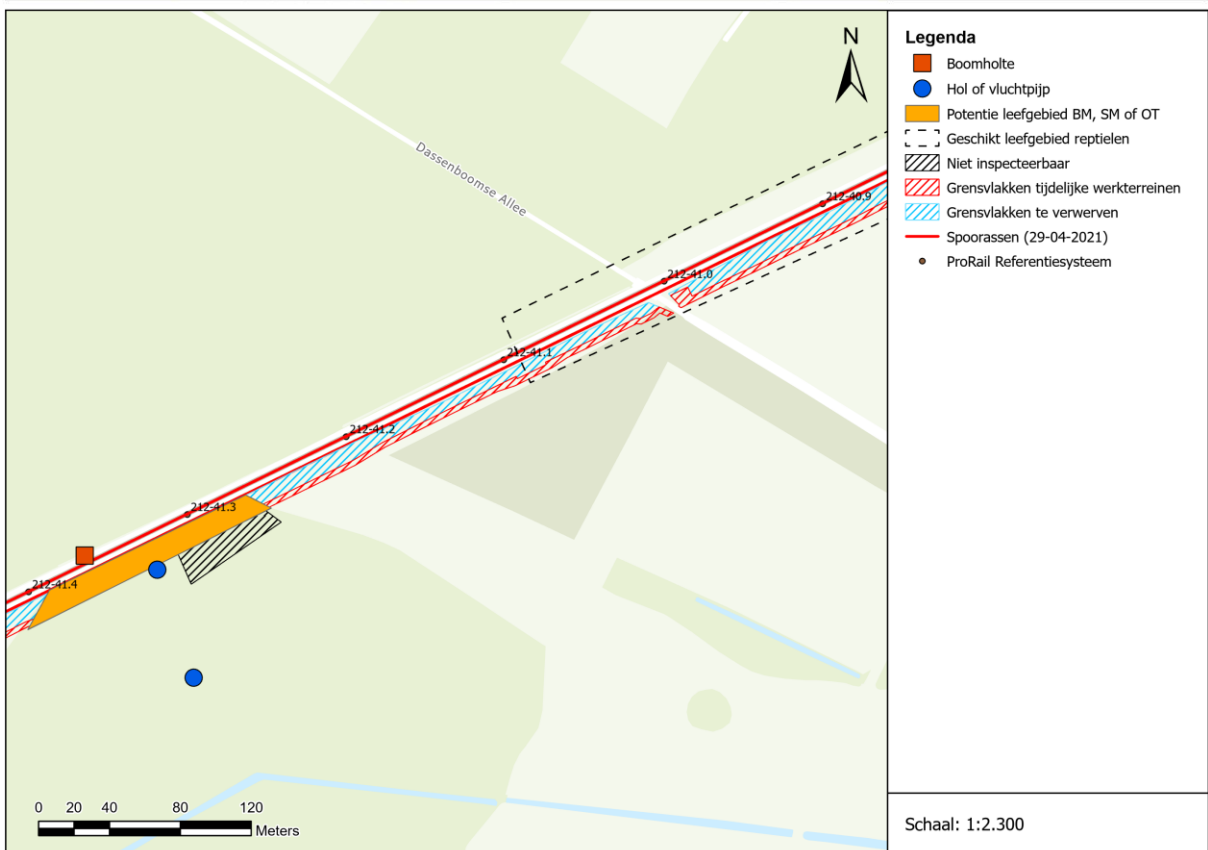 N
Dassenboomse Allee
212-40.9
212-41.0
212-41.1
212-41.2
212-41.3
212-41.4
0 20 40 80 120
Meters
Legenda
Boomholte
Hol of vluchtpijp
Potentie leefgebied BM, SM of OT
Geschikt leefgebied reptielen
Niet inspecteerbaar
Grensvlakken tijdelijke werkterreinen
Grensvlakken te verwerven
Spoorassen (29-04-2021)
ProRail Referentiesysteem
Schaal: 1:2.300